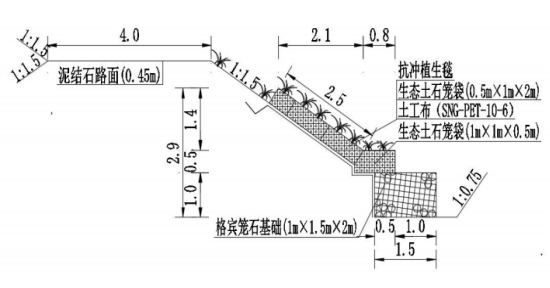 4.0
2.1
0.8
1:1.5
1:1.5
泥结石路面(0.45m)
1:1.5
2.5
抗冲植生毯
生态土石笼袋(0.5m×1m×2m)
土工布(SNG-PET-10-6)
生态土石笼袋(1m×1m×0.5m)
2.9
1.4
0.5
1.0
1:0.75
格宾笼石基础(1m×1.5m×2m)
0.5
1.0
1.5